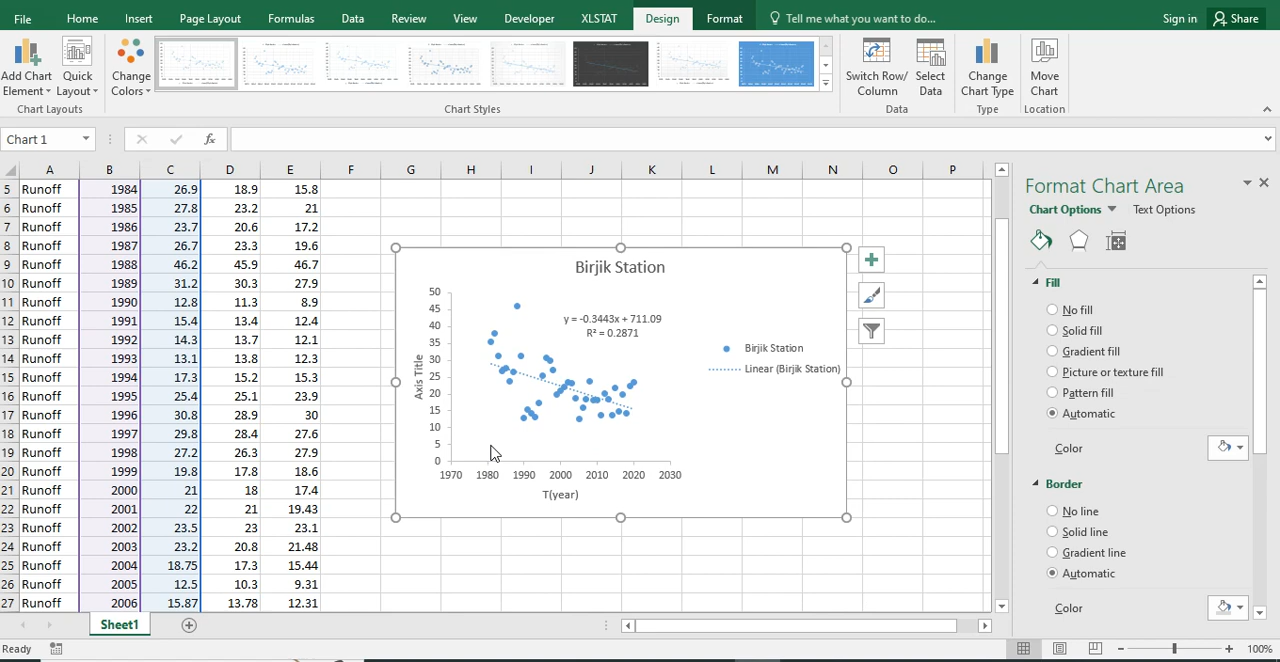 File Home Insert Page Layout Formulas Data Review View Developer XLSTAT Design Format Tell me what you want to do... Sign in Share
Add Chart Element Quick Layout
Change Colors
Switch Row/ Column Select Data
Change Chart Type
Move Chart
Chart Layouts Chart Styles Data Type Location
Chart 1 fx
A B C D E F G H I J K L M N O P
5 Runoff 1984 26.9 18.9 15.8
6 Runoff 1985 27.8 23.2 21
7 Runoff 1986 23.7 20.6 17.2
8 Runoff 1987 26.7 23.3 19.6
9 Runoff 1988 46.2 45.9 46.7
10 Runoff 1989 31.2 30.3 27.9
11 Runoff 1990 12.8 11.3 8.9
12 Runoff 1991 15.4 13.4 12.4
13 Runoff 1992 14.3 13.7 12.1
14 Runoff 1993 13.1 13.8 12.3
15 Runoff 1994 17.3 15.2 15.3
16 Runoff 1995 25.4 25.1 23.9
17 Runoff 1996 30.8 28.9 30
18 Runoff 1997 29.8 28.4 27.6
19 Runoff 1998 27.2 26.3 27.9
20 Runoff 1999 19.8 17.8 18.6
21 Runoff 2000 21 18 17.4
22 Runoff 2001 22 21 19.43
23 Runoff 2002 23.5 23 23.1
24 Runoff 2003 23.2 20.8 21.48
25 Runoff 2004 18.75 17.3 15.44
26 Runoff 2005 12.5 10.3 9.31
27 Runoff 2006 15.87 13.78 12.31
Birjik Station
50
45
40
35
30
25
20
15
10
5
0
Axis Title
y = -0.3443x + 711.09
R² = 0.2871
Birjik Station
Linear (Birjik Station)
1970 1980 1990 2000 2010 2020 2030
T(year)
Format Chart Area
Chart Options Text Options
Fill
No fill
Solid fill
Gradient fill
Picture or texture fill
Pattern fill
Automatic
Color
Border
No line
Solid line
Gradient line
Automatic
Color
Sheet1
Ready 100%